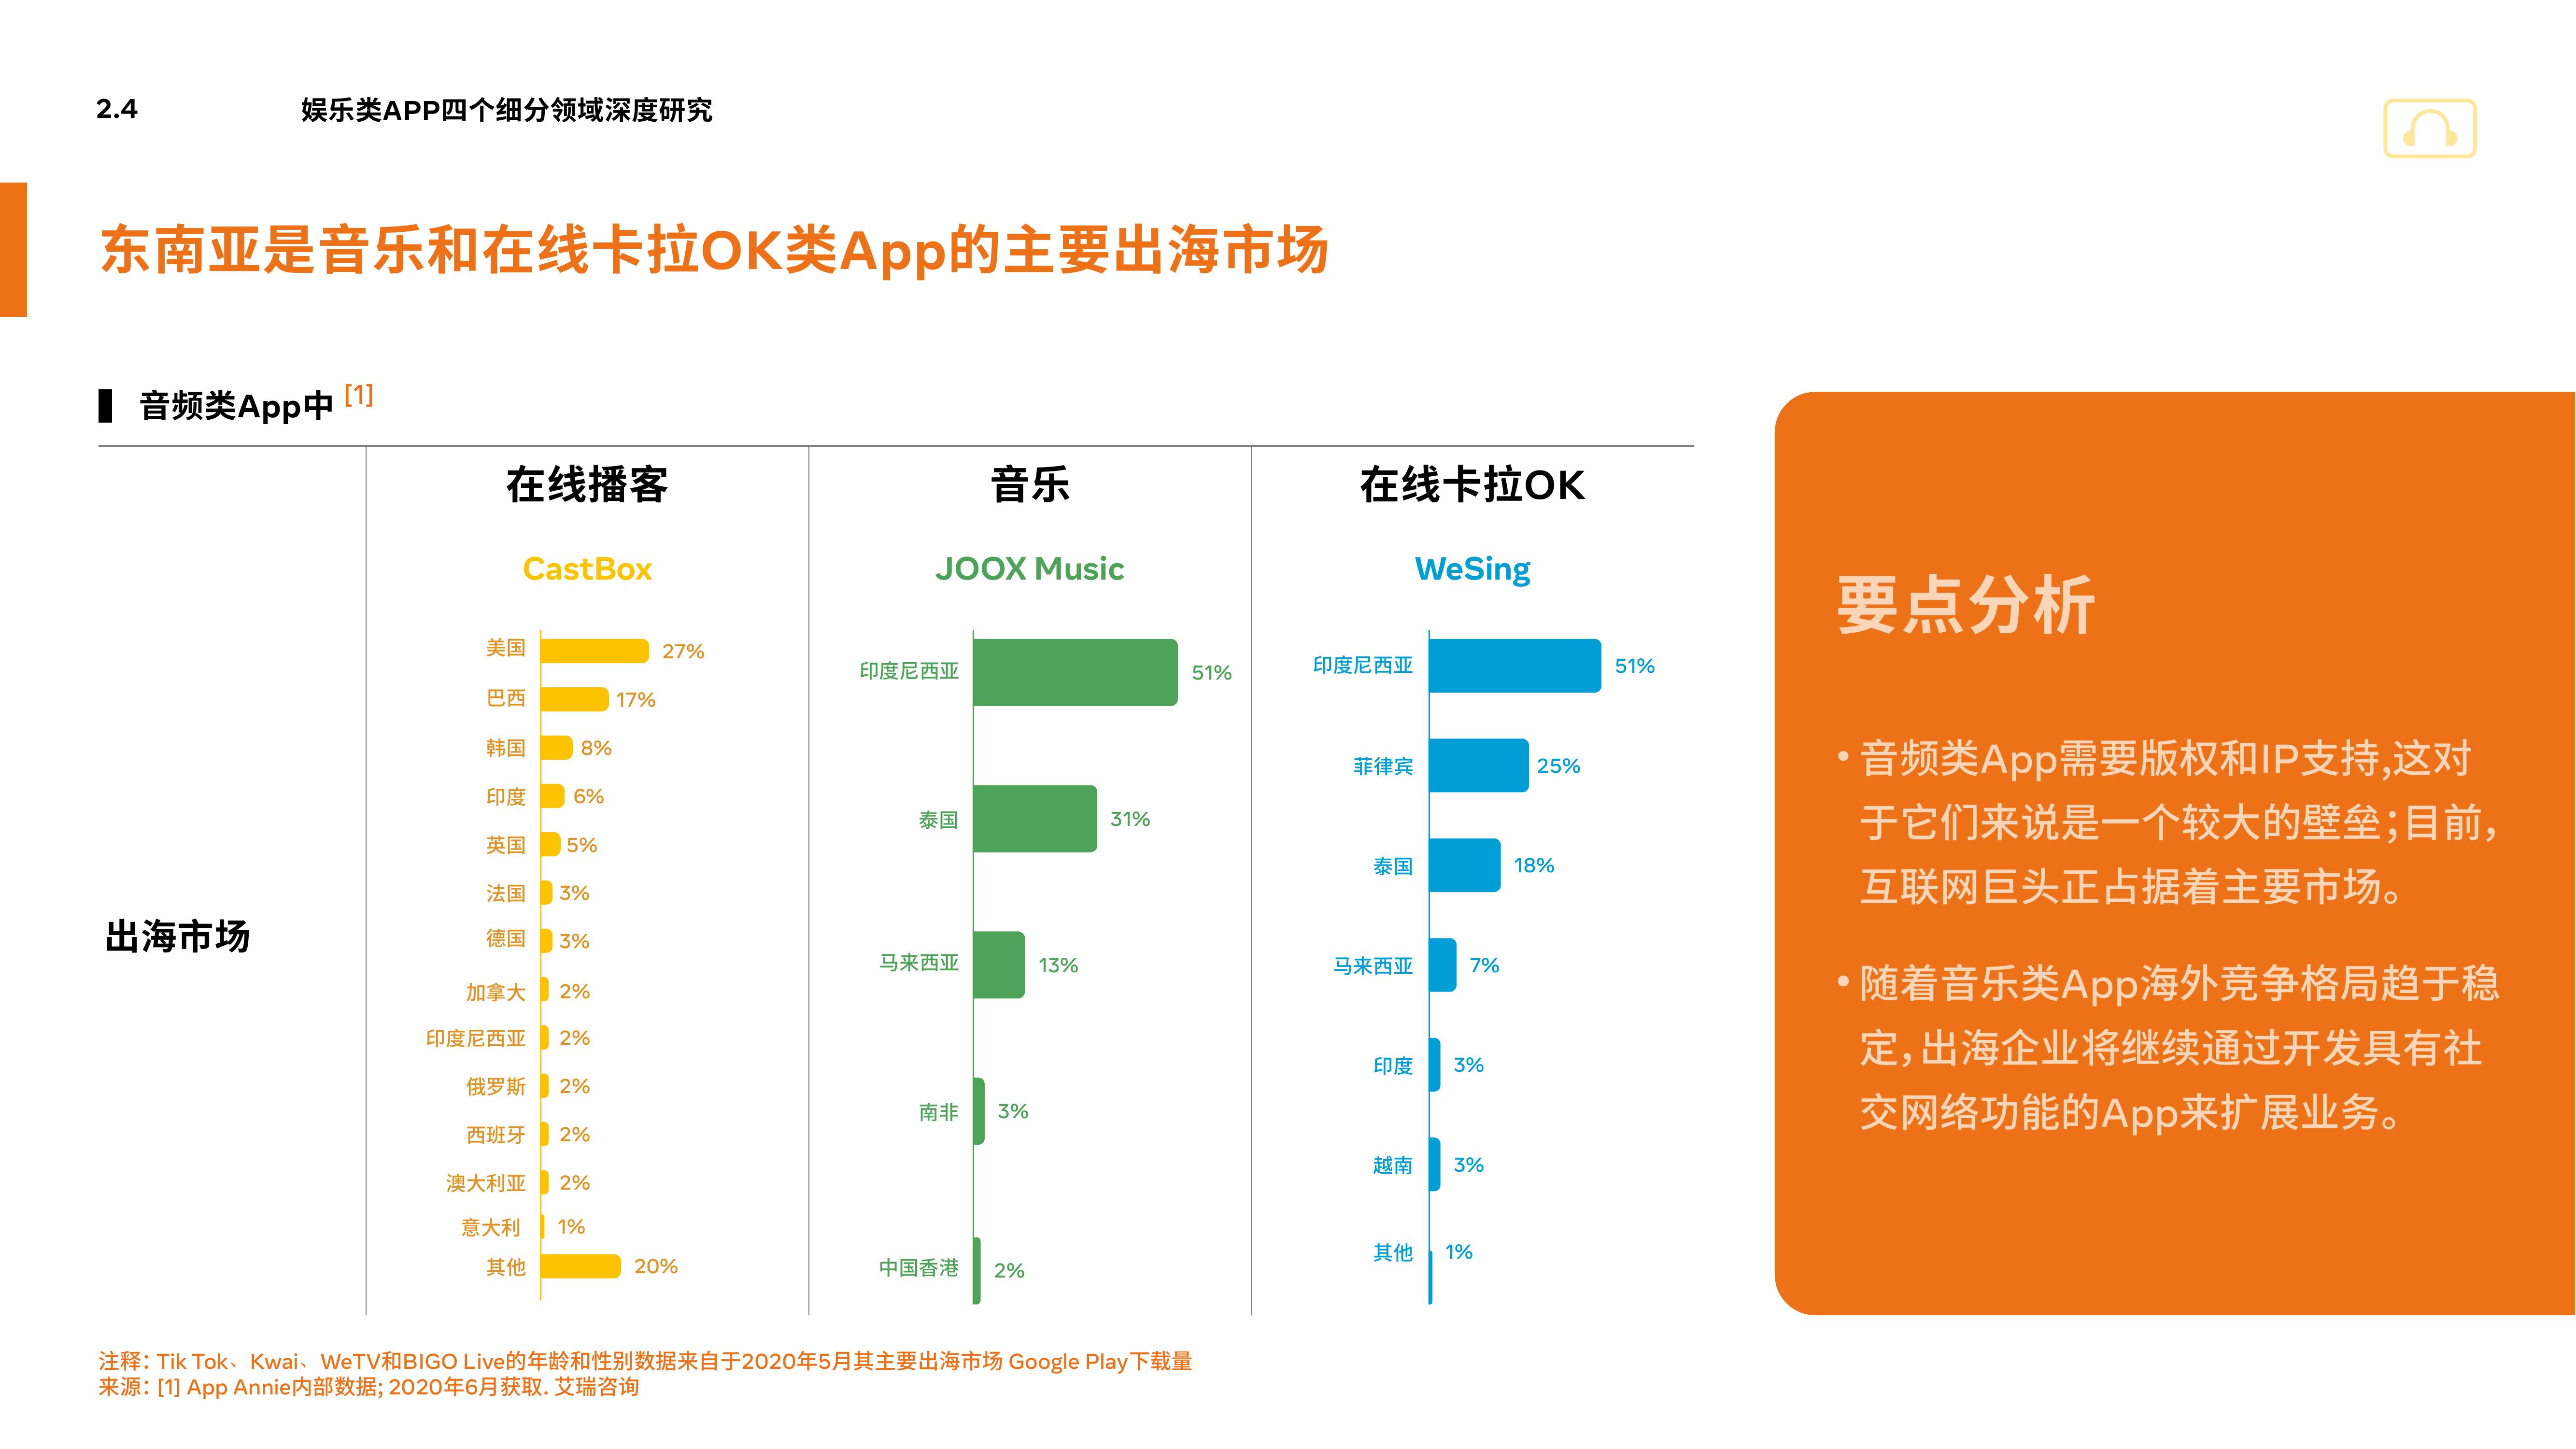 2.4 娱乐类APP四个细分领域深度研究
东南亚是音乐和在线卡拉OK类App的主要出海市场
音频类App中 [1]
在线播客 音乐 在线卡拉OK
CastBox JOOX Music WeSing
出海市场
美国 27%
巴西 17%
韩国 8%
印度 6%
英国 5%
法国 3%
德国 3%
加拿大 2%
印度尼西亚 2%
俄罗斯 2%
西班牙 2%
澳大利亚 2%
意大利 1%
其他 20%
印度尼西亚 51%
泰国 31%
马来西亚 13%
南非 3%
中国香港 2%
印度尼西亚 51%
菲律宾 25%
泰国 18%
马来西亚 7%
印度 3%
越南 3%
其他 1%
要点分析
•音频类App需要版权和IP支持,这对
于它们来说是一个较大的壁垒;目前,
互联网巨头正占据着主要市场。
•随着音乐类App海外竞争格局趋于稳
定,出海企业将继续通过开发具有社
交网络功能的App来扩展业务。
注释: Tik Tok、Kwai、WeTV和BIGO Live的年龄和性别数据来自于2020年5月其主要出海市场 Google Play下载量
来源: [1] App Annie内部数据; 2020年6月获取. 艾瑞咨询